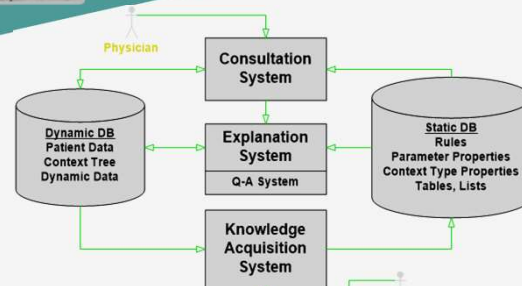 Physician
Consultation
System
Dynamic DB
Patient Data
Context Tree
Dynamic Data
Explanation
System
Q-A System
Static DB
Rules
Parameter Properties
Context Type Properties
Tables, Lists
Knowledge
Acquisition
System